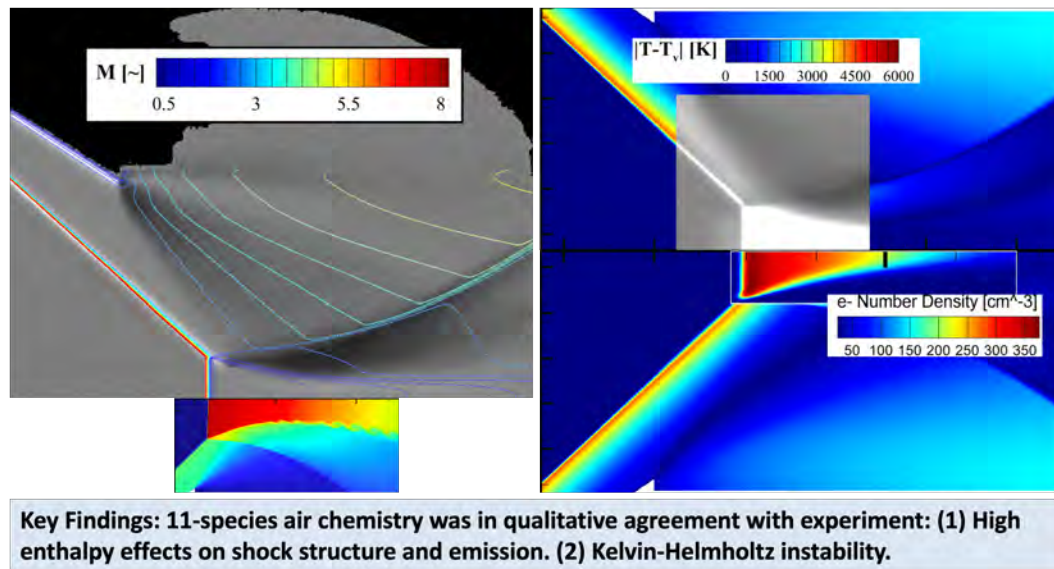 M [~]
0.5 3 5.5 8
|T-Tᵥ| [K]
0 1500 3000 4500 6000
e- Number Density [cm^-3]
50 100 150 200 250 300 350
Key Findings: 11-species air chemistry was in qualitative agreement with experiment: (1) High
enthalpy effects on shock structure and emission. (2) Kelvin-Helmholtz instability.